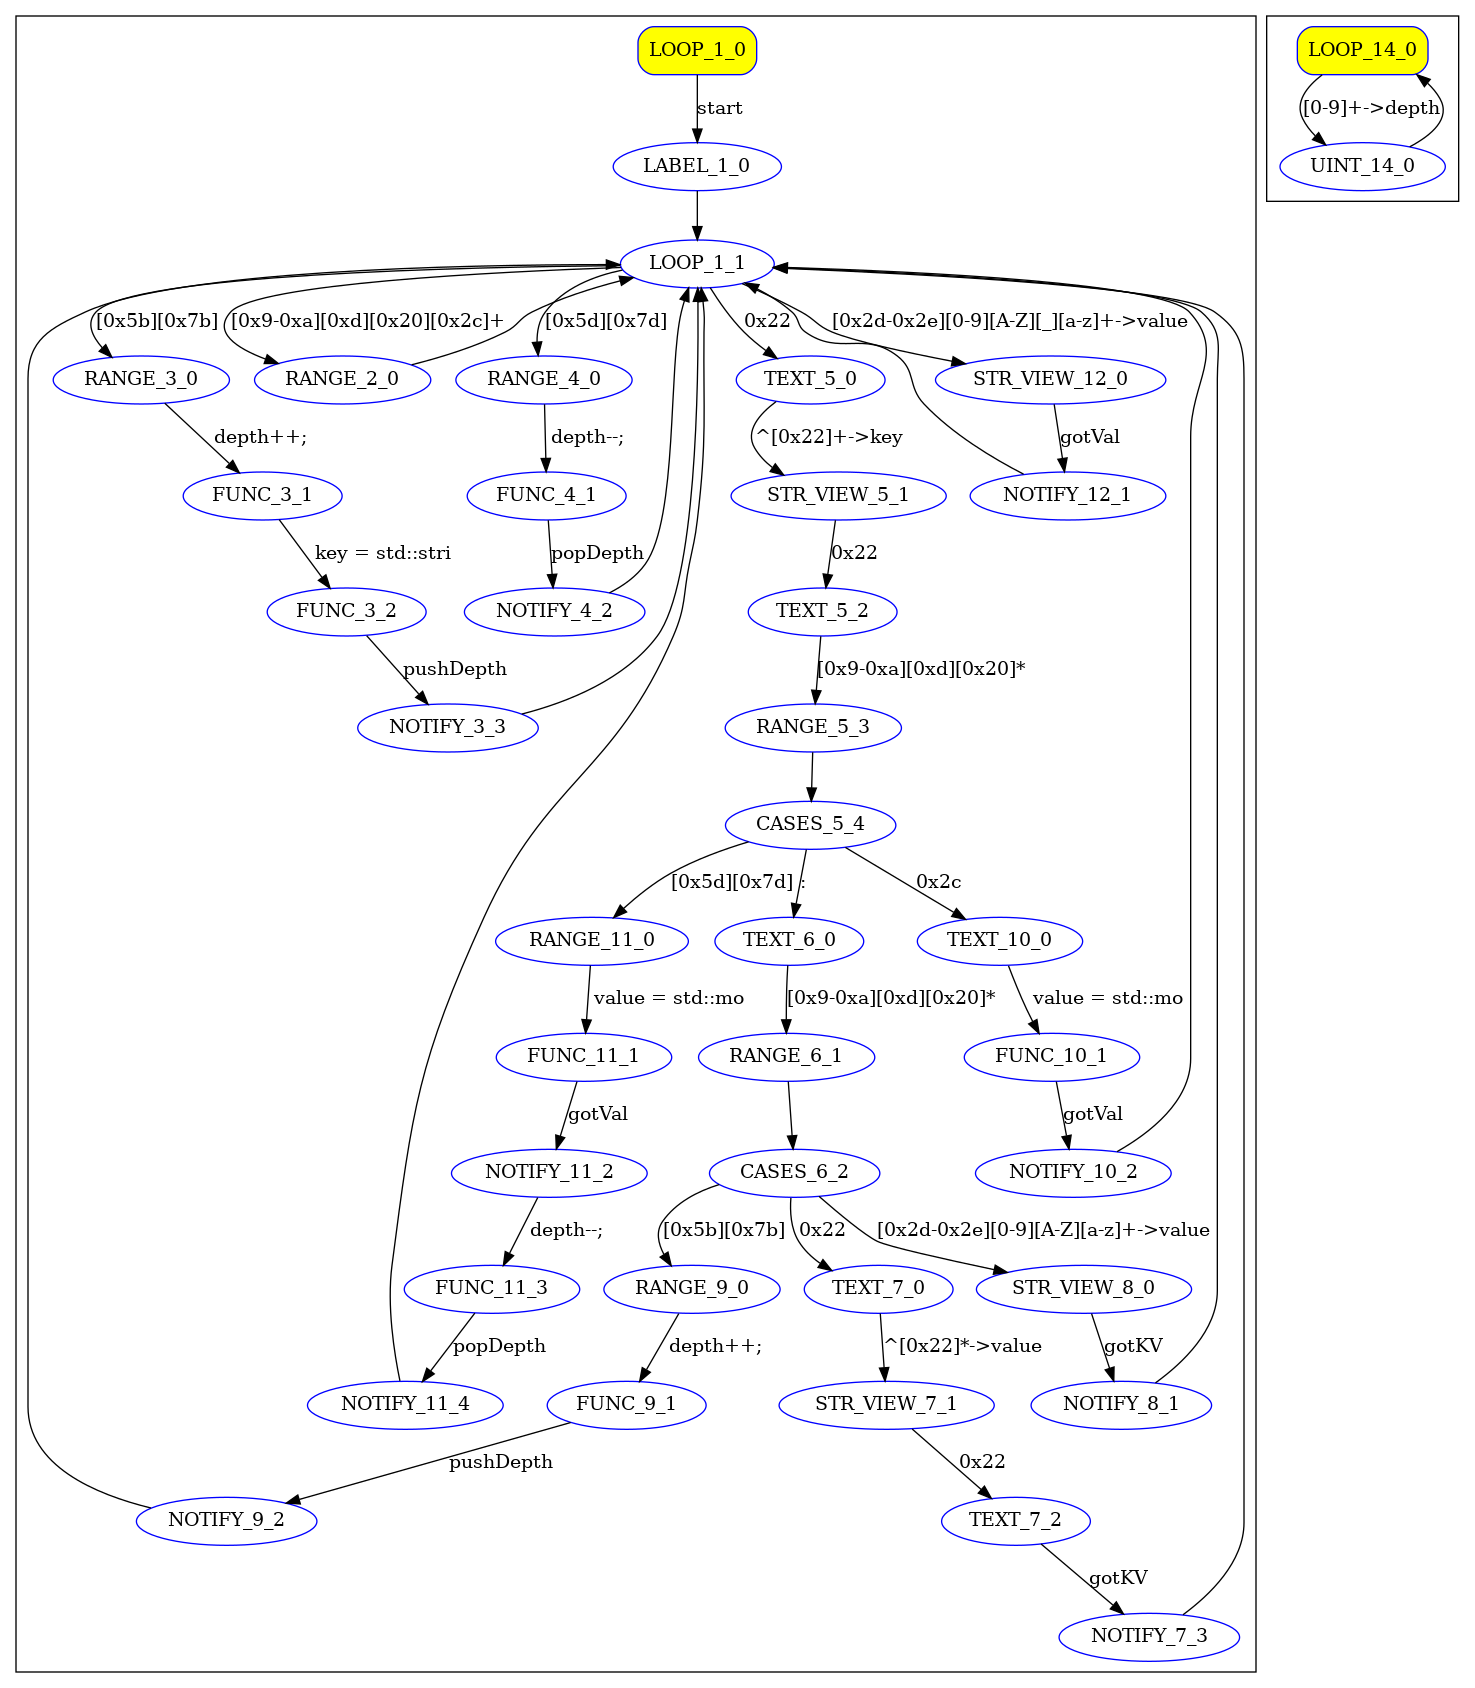 LOOP_1_0
LOOP_14_0
start
[0-9]+->depth
LABEL_1_0
UINT_14_0
LOOP_1_1
[0x5b][0x7b]
[0x9-0xa][0xd][0x20][0x2c]+
[0x5d][0x7d]
0x22
[0x2d-0x2e][0-9][A-Z][_][a-z]+->value
RANGE_3_0
RANGE_2_0
RANGE_4_0
TEXT_5_0
STR_VIEW_12_0
depth++;
depth--;
^[0x22]+->key
gotVal
FUNC_3_1
FUNC_4_1
STR_VIEW_5_1
NOTIFY_12_1
key = std::stri
popDepth
0x22
FUNC_3_2
NOTIFY_4_2
TEXT_5_2
pushDepth
[0x9-0xa][0xd][0x20]*
NOTIFY_3_3
RANGE_5_3
CASES_5_4
[0x5d][0x7d]
:
0x2c
RANGE_11_0
TEXT_6_0
TEXT_10_0
value = std::mo
[0x9-0xa][0xd][0x20]*
value = std::mo
FUNC_11_1
RANGE_6_1
FUNC_10_1
gotVal
gotVal
NOTIFY_11_2
CASES_6_2
NOTIFY_10_2
depth--;
[0x5b][0x7b]
0x22
[0x2d-0x2e][0-9][A-Z][a-z]+->value
FUNC_11_3
RANGE_9_0
TEXT_7_0
STR_VIEW_8_0
popDepth
depth++;
^[0x22]*->value
gotKV
NOTIFY_11_4
FUNC_9_1
STR_VIEW_7_1
NOTIFY_8_1
pushDepth
0x22
NOTIFY_9_2
TEXT_7_2
gotKV
NOTIFY_7_3